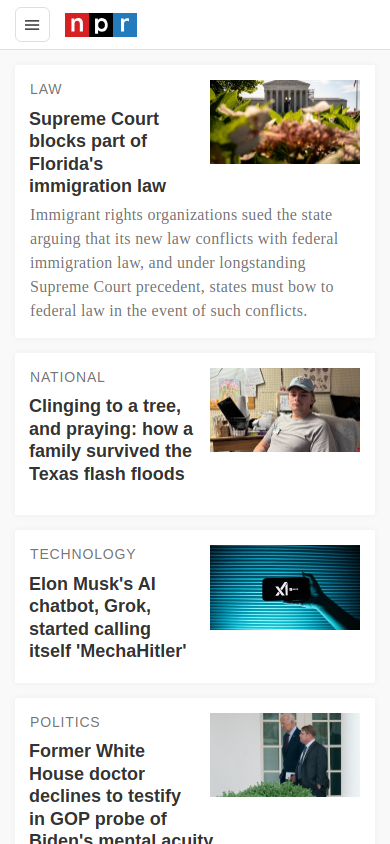 npr
LAW
Supreme Court
blocks part of
Florida's
immigration law
Immigrant rights organizations sued the state
arguing that its new law conflicts with federal
immigration law, and under longstanding
Supreme Court precedent, states must bow to
federal law in the event of such conflicts.
NATIONAL
Clinging to a tree,
and praying: how a
family survived the
Texas flash floods
TECHNOLOGY
Elon Musk's AI
chatbot, Grok,
started calling
itself 'MechaHitler'
xI
POLITICS
Former White
House doctor
declines to testify
in GOP probe of
Biden's mental acuity